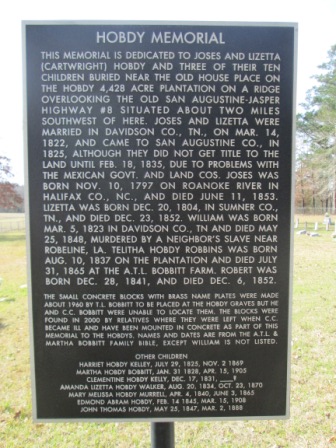 HOBDY MEMORIAL
THIS MEMORIAL IS DEDICATED TO JOSES AND LIZETTA
(CARTWRIGHT) HOBDY AND THREE OF THEIR TEN
CHILDREN BURIED NEAR THE OLD HOUSE PLACE ON
THE HOBDY 4,428 ACRE PLANTATION ON A RIDGE
OVERLOOKING THE OLD SAN AUGUSTINE-JASPER
HIGHWAY #8 SITUATED ABOUT TWO MILES
SOUTHWEST OF HERE. JOSES AND LIZETTA WERE
MARRIED IN DAVIDSON CO., TN., ON MAR. 14,
1822, AND CAME TO SAN AUGUSTINE CO., IN
1825, ALTHOUGH THEY DID NOT GET TITLE TO THE
LAND UNTIL FEB. 18, 1835, DUE TO PROBLEMS WITH
THE MEXICAN GOVT. AND LAND COS. JOSES WAS
BORN NOV. 10, 1797 ON ROANOKE RIVER IN
HALIFAX CO., NC., AND DIED JUNE 11, 1853.
LIZETTA WAS BORN DEC. 20, 1804, IN SUMNER CO.,
TN., AND DIED DEC. 23, 1852. WILLIAM WAS BORN
MAR. 5, 1823 IN DAVIDSON CO., TN AND DIED MAY
25, 1848, MURDERED BY A NEIGHBOR'S SLAVE NEAR
ROBELINE, LA. TELITHA HOBDY ROBBINS WAS BORN
AUG. 10, 1837 ON THE PLANTATION AND DIED JULY
31, 1865 AT THE A.T.L. BOBBITT FARM. ROBERT WAS
BORN DEC. 28, 1841, AND DIED DEC. 6, 1852.
THE SMALL CONCRETE BLOCKS WITH BRASS NAME PLATES WERE MADE
ABOUT 1960 BY T.L. BOBBITT TO BE PLACED AT THE HOBDY GRAVES BUT HE
AND C.C. BOBBITT WERE UNABLE TO LOCATE THEM. THE BLOCKS WERE
FOUND IN 2000 BY RELATIVES WHERE THEY WERE LEFT WHEN C.C.
BECAME ILL AND HAVE BEEN MOUNTED IN CONCRETE AS PART OF THIS
MEMORIAL TO THE HOBDYS. NAMES AND DATES ARE FROM THE A.T.L &
MARTHA BOBBITT FAMILY BIBLE, EXCEPT WILLIAM IS NOT LISTED.
OTHER CHILDREN
HARRIET HOBDY KELLEY, JULY 29, 1825, NOV. 2 1869
MARTHA HOBDY BOBBITT, JAN. 31 1828, APR. 15, 1905
CLEMENTINE HOBDY KELLY, DEC. 17, 1831,
AMANDA LIZETTA HOBDY WALKER, AUG. 20, 1834, OCT. 23, 1870
MARY MELISSA HOBDY MURRELL, APR. 4, 1840, JUNE 3, 1865
EDMOND ABRAM HOBDY, FEB. 14 1845, MAR. 15, 1908
JOHN THOMAS HOBDY, MAY 25, 1847, MAR. 2, 1888